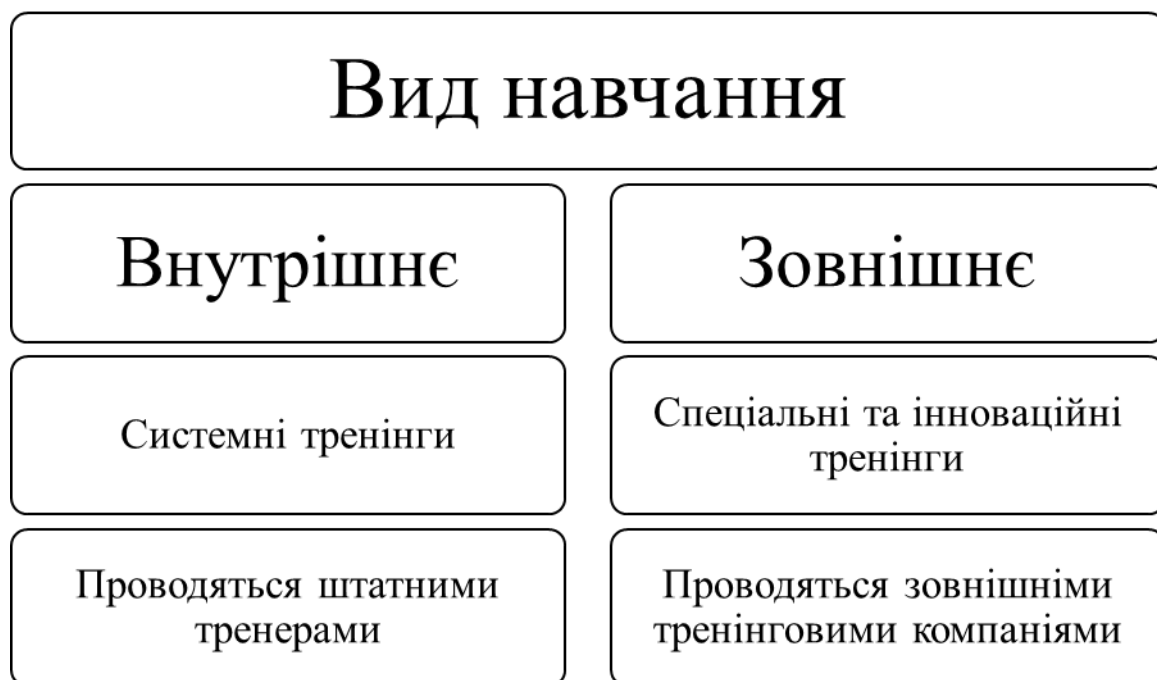 Вид навчання
Внутрішнє
Зовнішнє
Системні тренінги
Спеціальні та інноваційні
тренінги
Проводяться штатними
тренерами
Проводяться зовнішніми
тренінговими компаніями